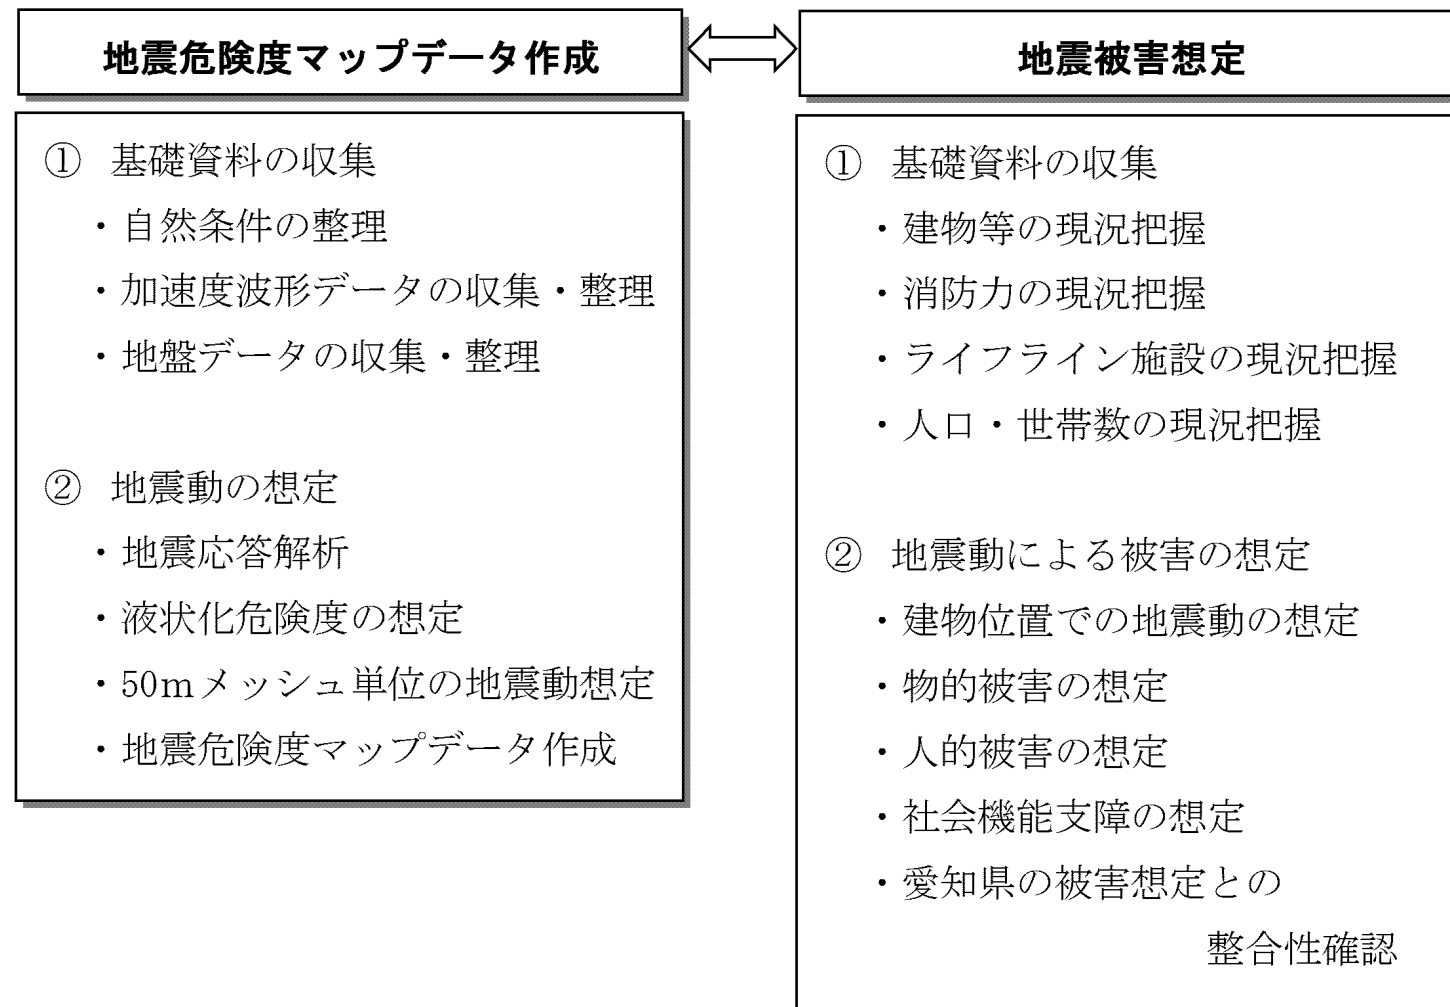 地震危険度マップデータ作成
① 基礎資料の収集
・自然条件の整理
・加速度波形データの収集・整理
・地盤データの収集・整理
② 地震動の想定
・地震応答解析
・液状化危険度の想定
・50mメッシュ単位の地震動想定
・地震危険度マップデータ作成
地震被害想定
① 基礎資料の収集
・建物等の現況把握
・消防力の現況把握
・ライフライン施設の現況把握
・人口・世帯数の現況把握
② 地震動による被害の想定
・建物位置での地震動の想定
・物的被害の想定
・人的被害の想定
・社会機能支障の想定
・愛知県の被害想定との
整合性確認